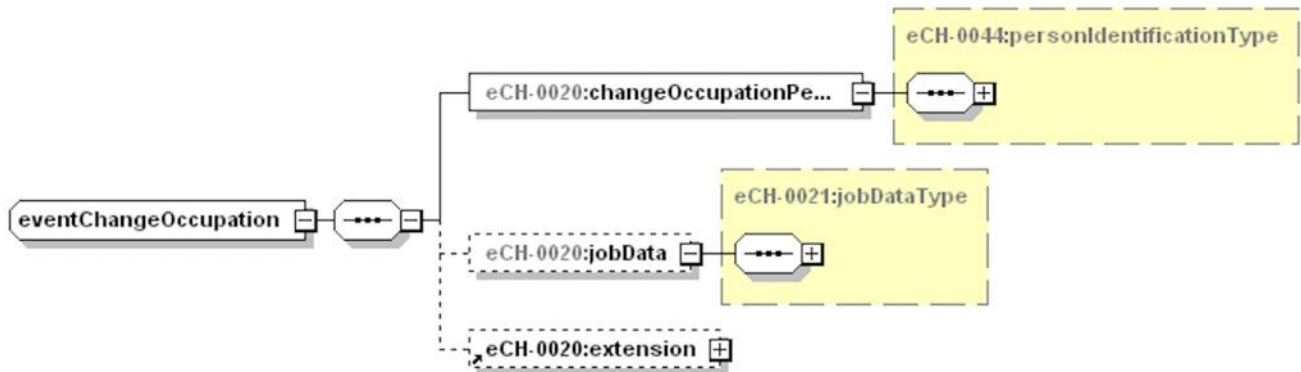 eCH-0044:personIdentificationType
eCH-0020:changeOccupationPe...
eventChangeOccupation
eCH-0021:jobDataType
eCH-0020:jobData
eCH-0020:extension